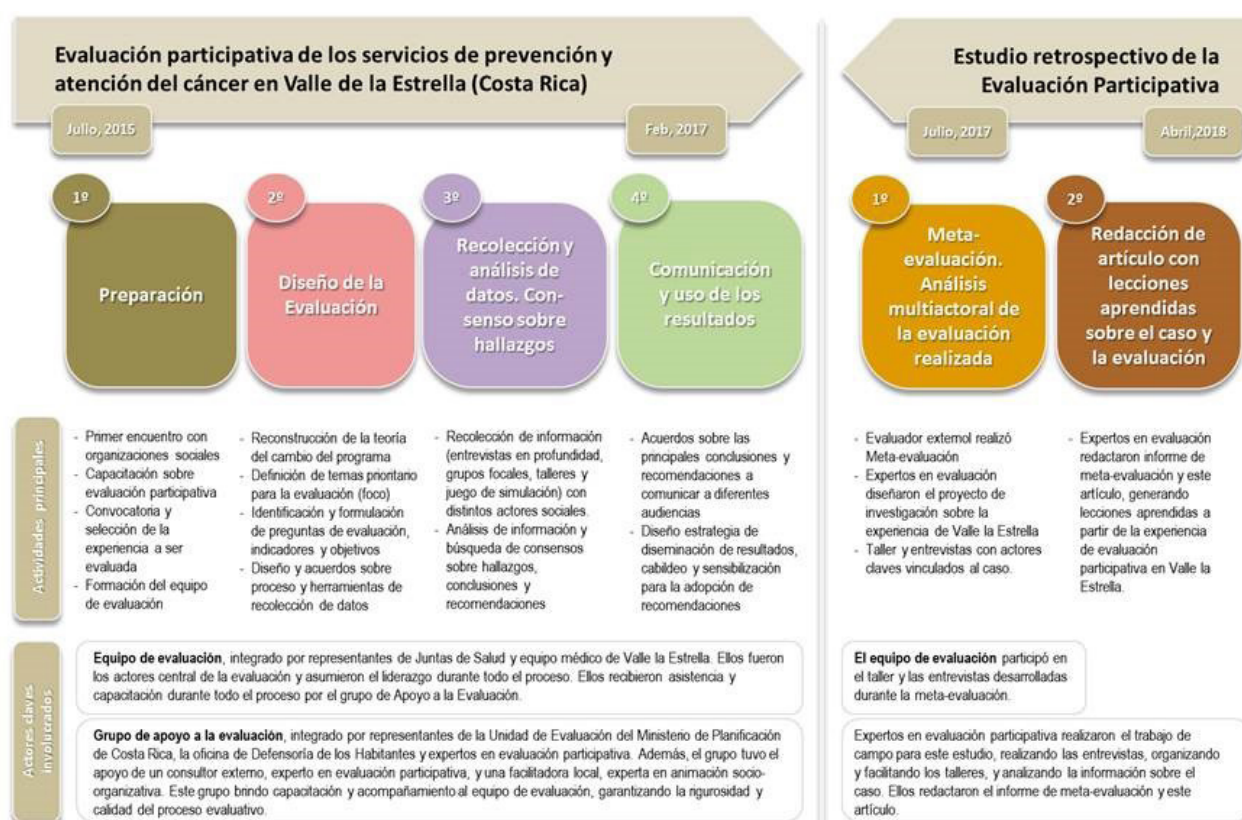 Evaluación participativa de los servicios de prevención y
atención del cáncer en Valle de la Estrella (Costa Rica)
Julio, 2015
Feb, 2017
1º
Preparación
2º
Diseño de la
Evaluación
3º
Recolección y
análisis de
datos. Con-
senso sobre
hallazgos
4º
Comunicación
y uso de los
resultados
Estudio retrospectivo de la
Evaluación Participativa
Julio, 2017
Abril,2018
1º
Meta-
evaluación.
Análisis
multiactoral de
la evaluación
realizada
2º
Redacción de
artículo con
lecciones
aprendidas
sobre el caso y
la evaluación
Actividades principales
- Primer encuentro con
organizaciones sociales
- Capacitación sobre
evaluación participativa
- Convocatoria y
selección de la
experiencia a ser
evaluada
- Formación del equipo
de evaluación
- Reconstrucción de la teoría
del cambio del programa
- Definición de temas prioritario
para la evaluación (foco)
- Identificación y formulación
de preguntas de evaluación,
indicadores y objetivos
- Diseño y acuerdos sobre
proceso y herramientas de
recolección de datos
- Recolección de información
(entrevistas en profundidad,
grupos focales, talleres y
juego de simulación) con
distintos actores sociales.
- Análisis de información y
búsqueda de consensos
sobre hallazgos,
conclusiones y
recomendaciones
- Acuerdos sobre las
principales conclusiones y
recomendaciones a
comunicar a diferentes
audiencias
- Diseño estrategia de
diseminación de resultados,
cabildeo y sensibilización
para la adopción de
recomendaciones
- Evaluador externol realizó
Meta-evaluación
- Expertos en evaluación
diseñaron el proyecto de
investigación sobre la
experiencia de Valle la Estrella
- Taller y entrevistas con actores
claves vinculados al caso.
- Expertos en evaluación
redactaron informe de
meta-evaluación y este
artículo, generando
lecciones aprendidas a
partir de la experiencia
de evaluación
participativa en Valle la
Estrella.
Actores claves
involucrados
Equipo de evaluación, integrado por representantes de Juntas de Salud y equipo médico de Valle la Estrella. Ellos fueron
los actores central de la evaluación y asumieron el liderazgo durante todo el proceso. Ellos recibieron asistencia y
capacitación durante todo el proceso por el grupo de Apoyo a la Evaluación.
Grupo de apoyo a la evaluación, integrado por representantes de la Unidad de Evaluación del Ministerio de Planificación
de Costa Rica, la oficina de Defensoría de los Habitantes y expertos en evaluación participativa. Además, el grupo tuvo el
apoyo de un consultor externo, experto en evaluación participativa, y una facilitadora local, experta en animación socio-
organizativa. Este grupo brindo capacitación y acompañamiento al equipo de evaluación, garantizando la rigurosidad y
calidad del proceso evaluativo.
El equipo de evaluación participó en
el taller y las entrevistas desarrolladas
durante la meta-evaluación.
Expertos en evaluación participativa realizaron el trabajo de
campo para este estudio, realizando las entrevistas, organizando
y facilitando los talleres, y analizando la información sobre el
caso. Ellos redactaron el informe de meta-evaluación y este
artículo.